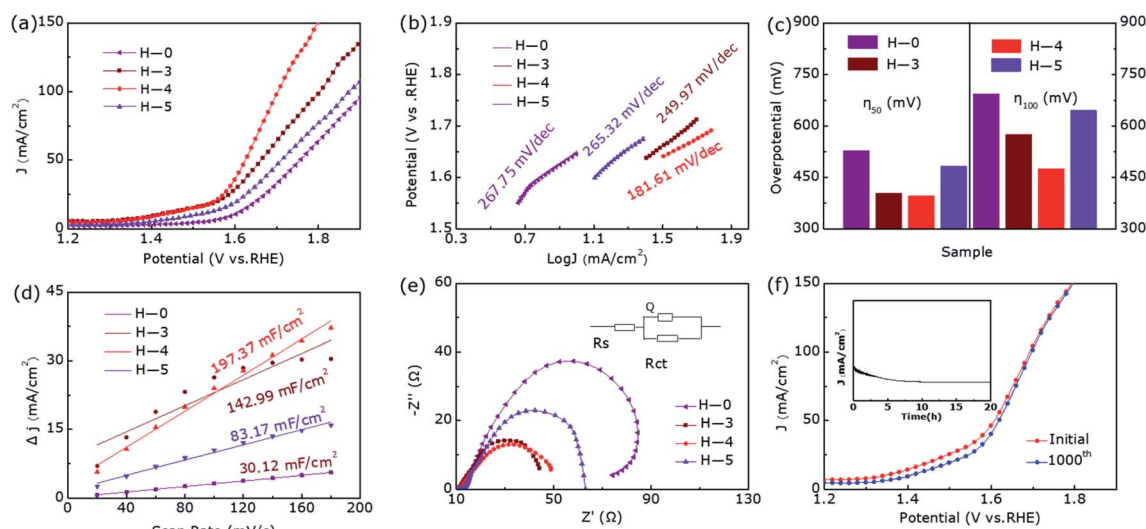 (a)
150
100
50
0
J (mA/cm²)
H—0
H—3
H—4
H—5
1.2 1.4 1.6 1.8
Potential (V vs.RHE)
(b)
1.9
1.8
1.7
1.6
1.5
Potential (V vs .RHE)
H—0
H—3
H—4
H—5
267.75 mV/dec
265.32 mV/dec
249.97 mV/dec
181.61 mV/dec
0.3 0.7 1.1 1.5 1.9
LogJ (mA/cm²)
(c)
900 900
750 750
600 600
450 450
300 300
Overpotential (mV)
H—0 H—4
H—3 H—5
η₅₀ (mV) η₁₀₀ (mV)
Sample
(d)
45
30
15
0
Δ j (mA/cm²)
H—0
H—3
H—4
H—5
197.37 mF/cm²
142.99 mF/cm²
83.17 mF/cm²
30.12 mF/cm²
0 40 80 120 160 200
(e)
60
40
20
0
-Z'' (Ω)
Q
Rs
Rct
H—0
H—3
H—4
H—5
10 40 70 100 130
Z' (Ω)
(f)
150
100
50
0
J (mA/cm²)
J (mA/cm²)
0 5 10 15 20
Time(h)
Initial
1000ᵗʰ
1.2 1.4 1.6 1.8
Potential (V vs.RHE)